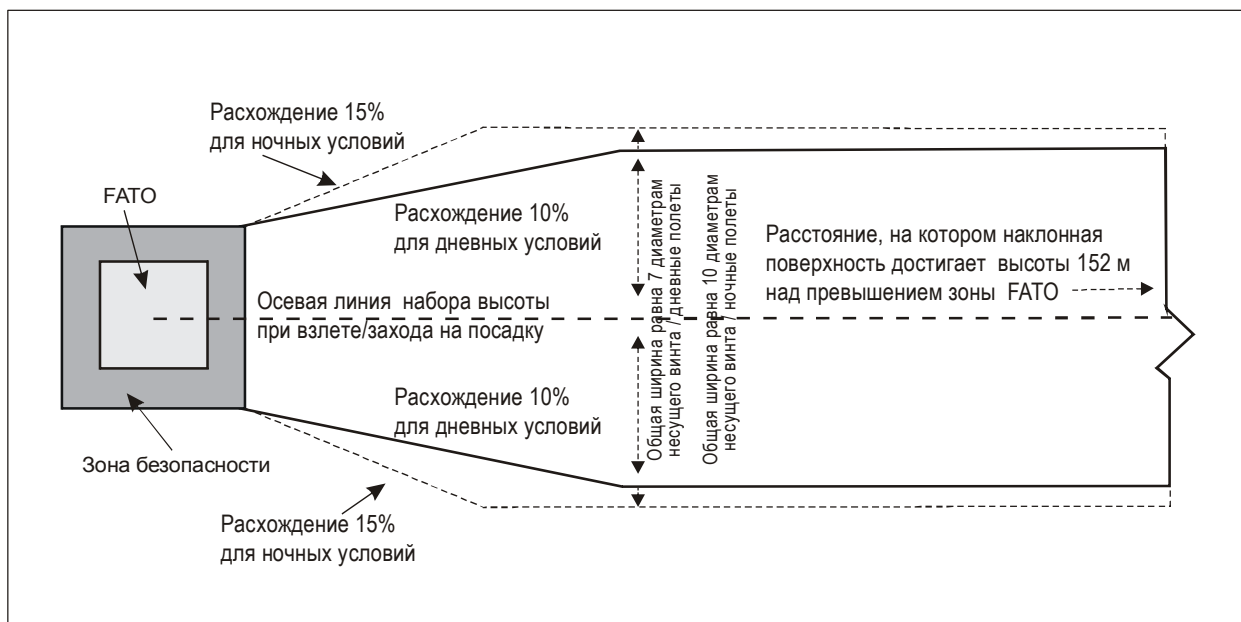 Расхождение 15%
для ночных условий
FATO
Расхождение 10%
для дневных условий
Общая ширина равна 7 диаметрам
несущего винта / дневные полеты
Общая ширина равна 10 диаметрам
несущего винта / ночные полеты
Расстояние, на котором наклонная
поверхность достигает высоты 152 м
над превышением зоны FATO
Осевая линия набора высоты
при взлете/захода на посадку
Расхождение 10%
для дневных условий
Зона безопасности
Расхождение 15%
для ночных условий